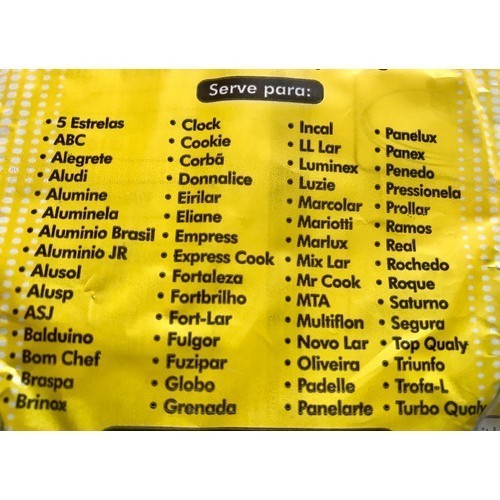 Serve para:
• 5 Estrelas
• ABC
• Alegrete
• Aludi
• Alumine
• Aluminela
• Aluminio Brasil
• Aluminio JR
• Alusol
• Alusp
• ASJ
• Balduino
• Bom Chef
• Braspa
• Brinox
• Clock
• Cookie
• Corbã
• Donnalice
• Eirilar
• Eliane
• Empress
• Express Cook
• Fortaleza
• Fortbrilho
• Fort-Lar
• Fulgor
• Fuzipar
• Globo
• Grenada
• Incal
• LL Lar
• Luminex
• Luzie
• Marcolar
• Mariotti
• Marlux
• Mix Lar
• Mr Cook
• MTA
• Multiflon
• Novo Lar
• Oliveira
• Padelle
• Panelarte
• Panelux
• Panex
• Penedo
• Pressionela
• Prollar
• Ramos
• Real
• Rochedo
• Roque
• Saturno
• Segura
• Top Qualy
• Triunfo
• Trofa-L
• Turbo Qualy